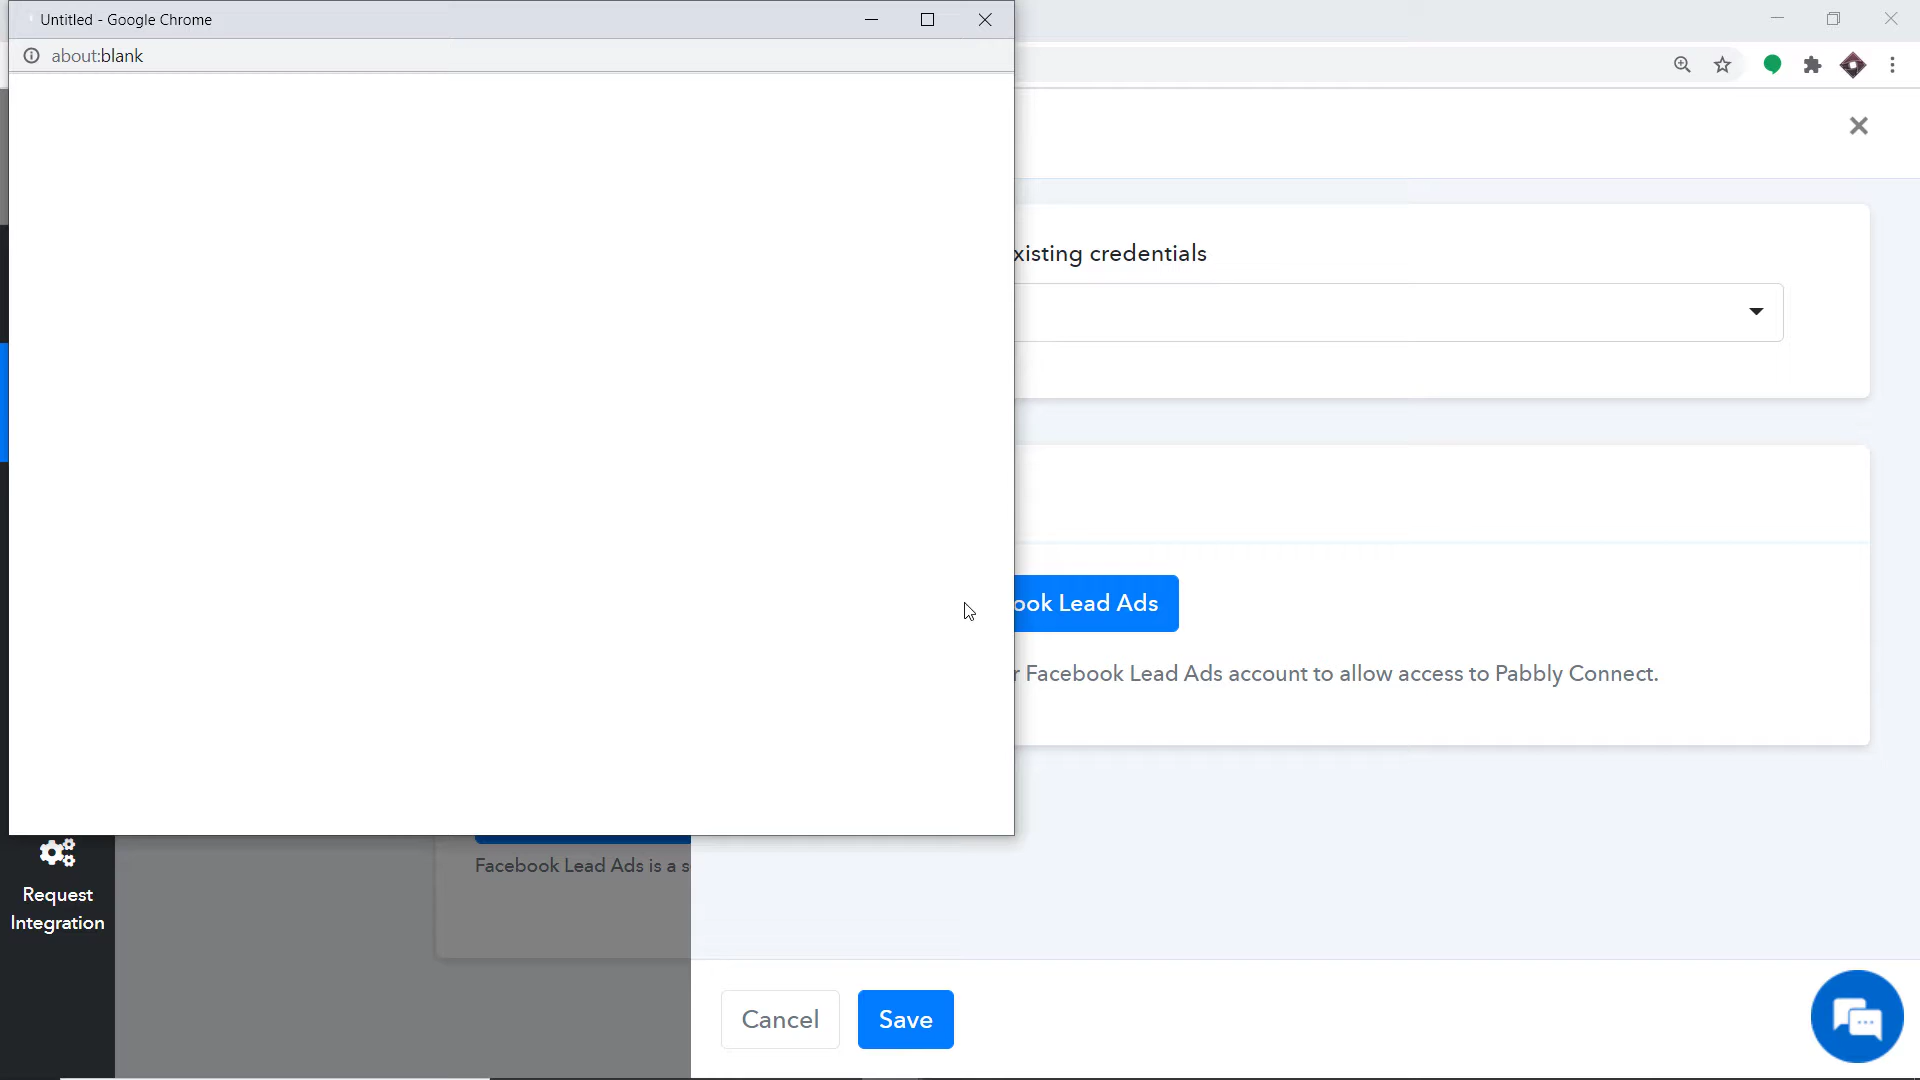 Untitled - Google Chrome
about:blank
xisting credentials
ook Lead Ads
r Facebook Lead Ads account to allow access to Pabbly Connect.
Facebook Lead Ads is a s
Request
Integration
Cancel
Save